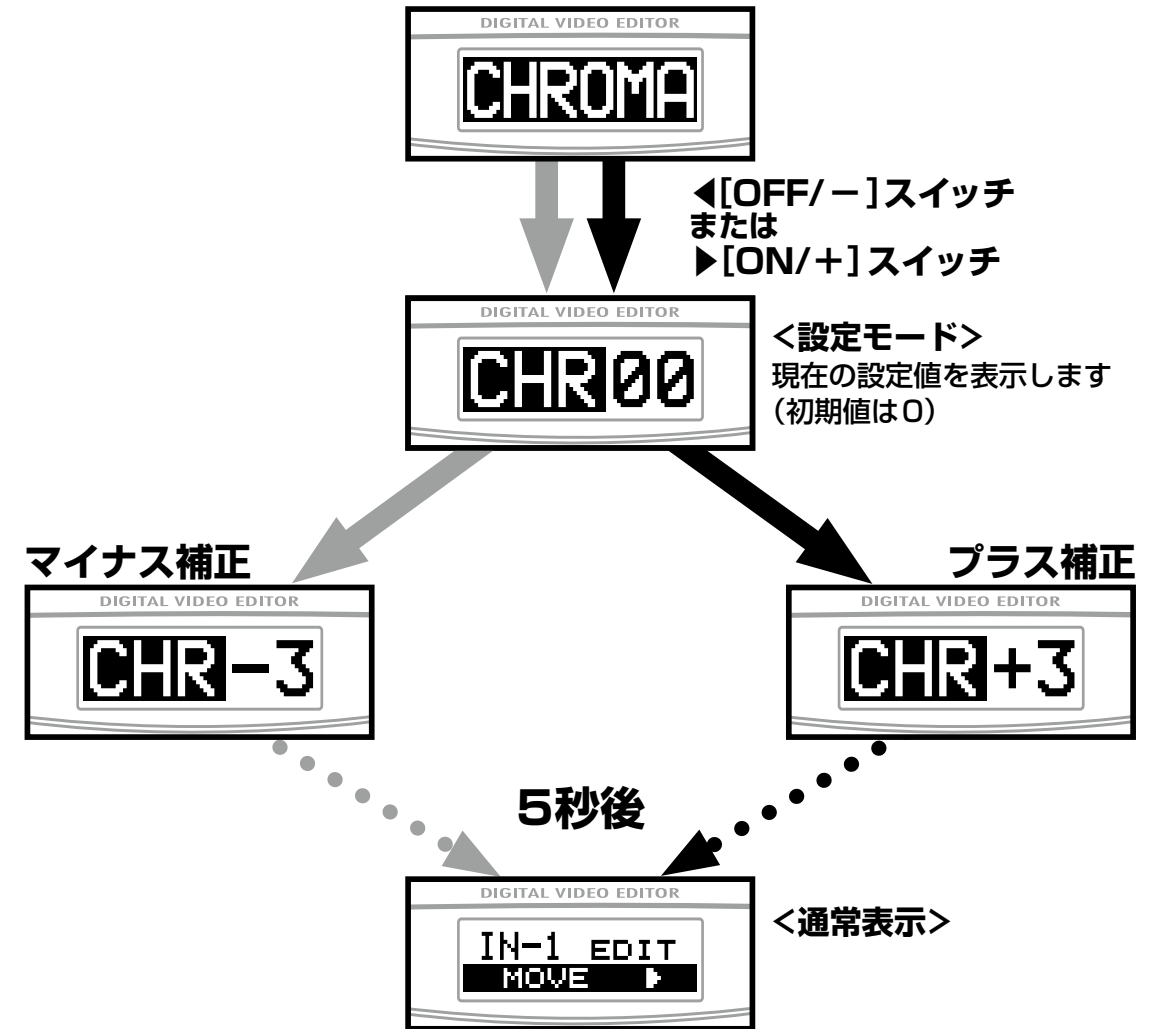 DIGITAL VIDEO EDITOR
CHROMA
◀[OFF/－]スイッチ
または
▶[ON/＋]スイッチ
DIGITAL VIDEO EDITOR
CHR00
<設定モード>
現在の設定値を表示します
(初期値は0)
マイナス補正
DIGITAL VIDEO EDITOR
CHR-3
プラス補正
DIGITAL VIDEO EDITOR
CHR+3
5秒後
DIGITAL VIDEO EDITOR
IN-1 EDIT
MOVE ▶
<通常表示>